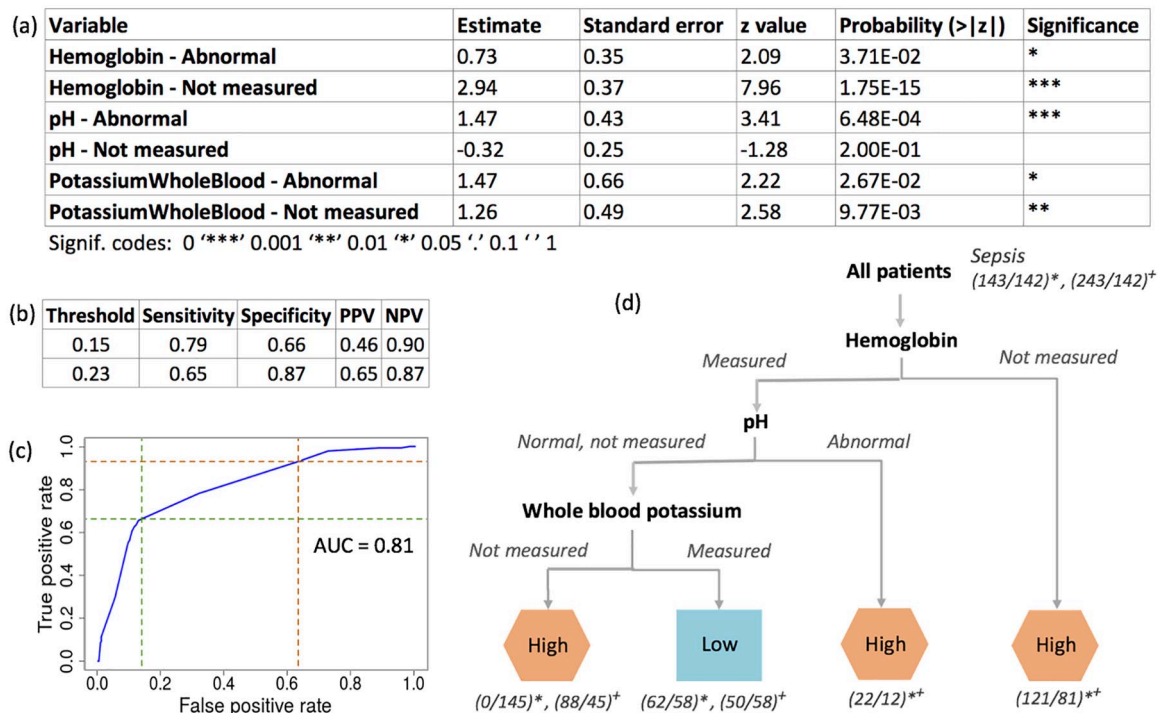 (a)
Variable Estimate Standard error z value Probability (>|z|) Significance
Hemoglobin - Abnormal 0.73 0.35 2.09 3.71E-02 *
Hemoglobin - Not measured 2.94 0.37 7.96 1.75E-15 ***
pH - Abnormal 1.47 0.43 3.41 6.48E-04 ***
pH - Not measured -0.32 0.25 -1.28 2.00E-01
PotassiumWholeBlood - Abnormal 1.47 0.66 2.22 2.67E-02 *
PotassiumWholeBlood - Not measured 1.26 0.49 2.58 9.77E-03 **
Signif. codes: 0 ‘***’ 0.001 ‘**’ 0.01 ‘*’ 0.05 ‘.’ 0.1 ‘ ’ 1
(b)
Threshold Sensitivity Specificity PPV NPV
0.15 0.79 0.66 0.46 0.90
0.23 0.65 0.87 0.65 0.87
(c)
True positive rate
1.0
0.8
0.6
0.4
0.2
0.0
AUC = 0.81
0.0 0.2 0.4 0.6 0.8 1.0
False positive rate
(d)
All patients
Sepsis
(143/142)*, (243/142)⁺
Hemoglobin
Measured
Not measured
pH
Normal, not measured
Abnormal
Whole blood potassium
Not measured
Measured
High Low High High
(0/145)*, (88/45)⁺ (62/58)*, (50/58)⁺ (22/12)*⁺ (121/81)*⁺